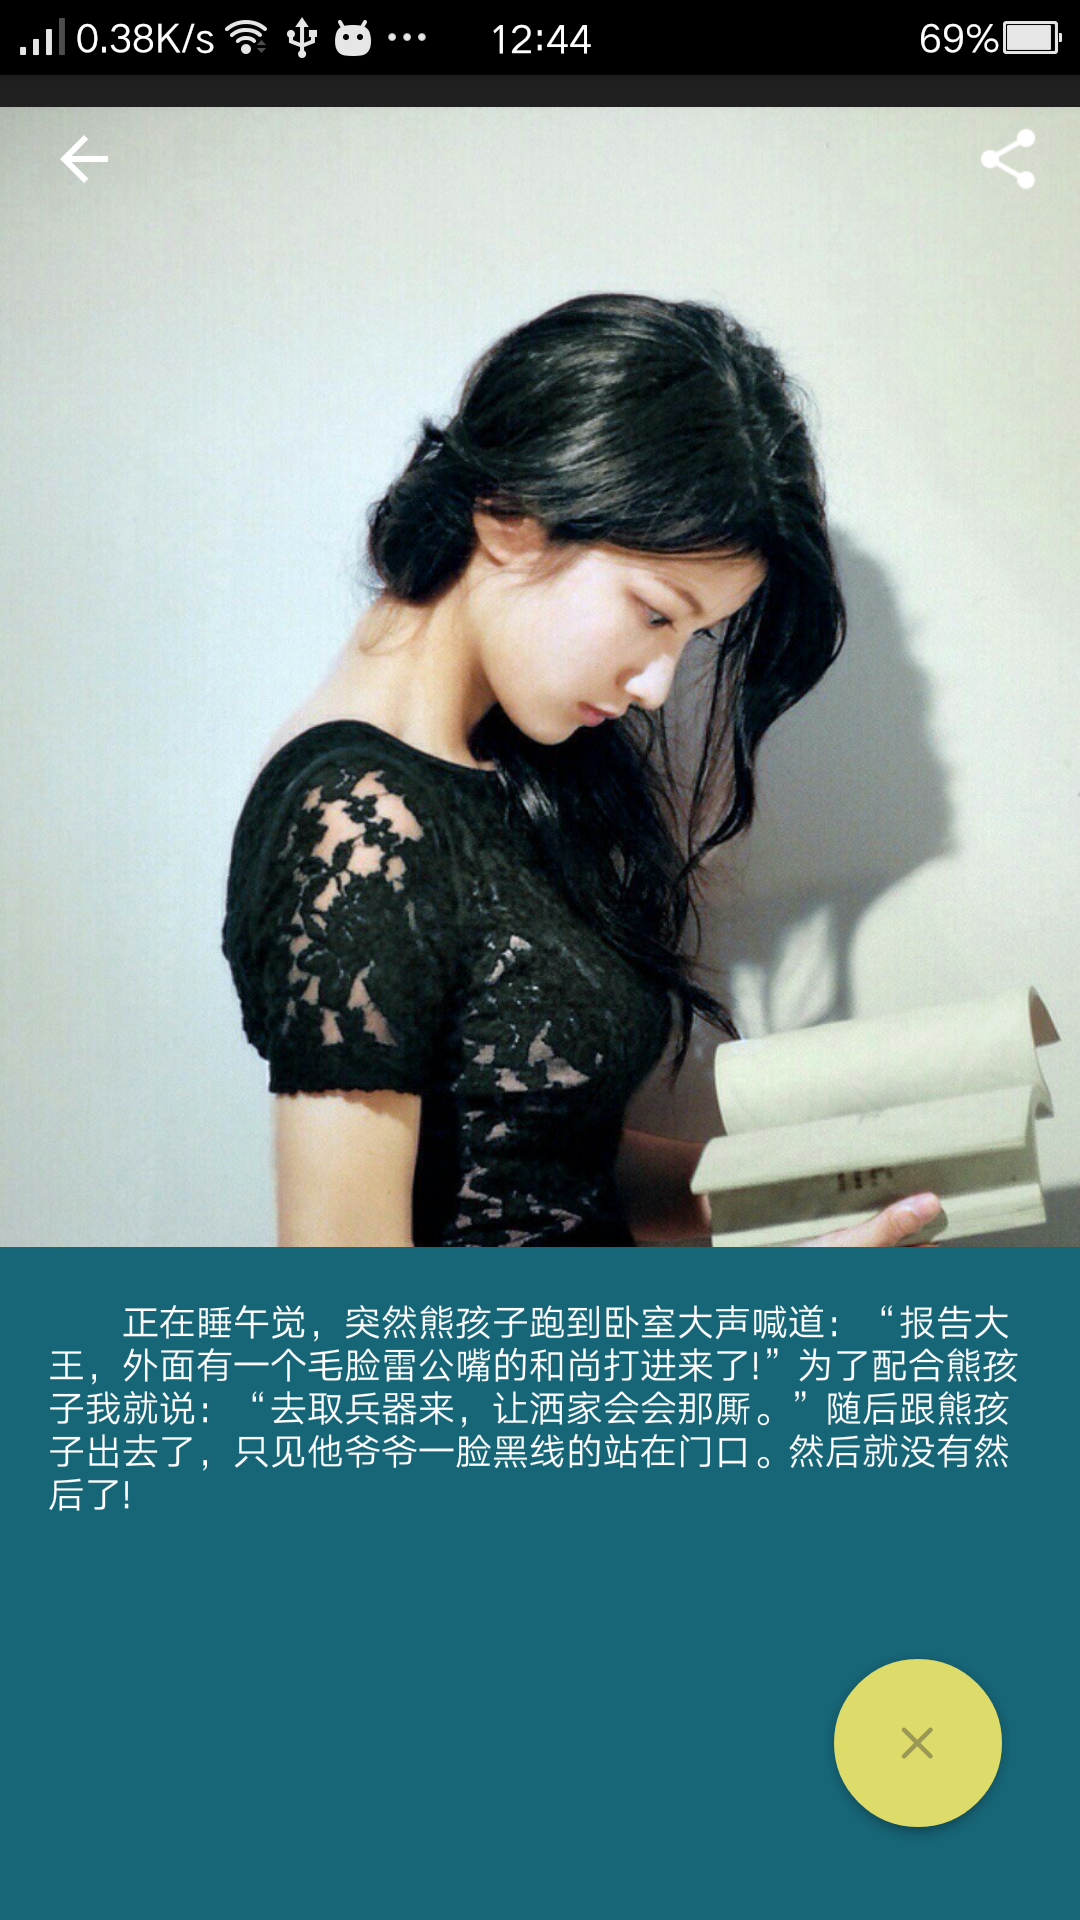 0.38K/s
12:44
69%
正在睡午觉，突然熊孩子跑到卧室大声喊道：“报告大
王，外面有一个毛脸雷公嘴的和尚打进来了!”为了配合熊孩
子我就说：“去取兵器来，让洒家会会那厮。”随后跟熊孩
子出去了，只见他爷爷一脸黑线的站在门口。然后就没有然
后了!